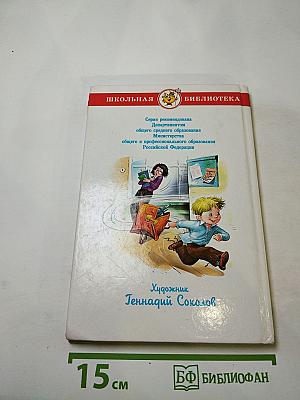 ШКОЛЬНАЯ БИБЛИОТЕКА
Серия рекомендована
Департаментом
общего среднего образования
Министерства
общего и профессионального образования
Российской Федерации
Художник
Геннадий Соколов
15 см
БФ БИБЛИОФАН